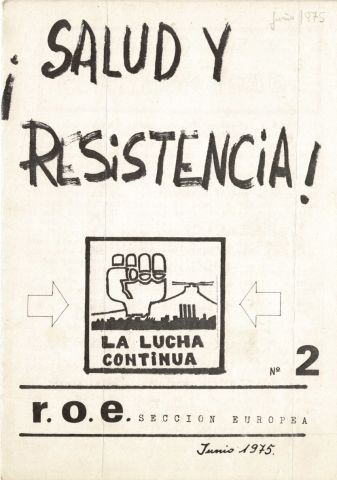 Junio 1975
¡SALUD Y
RESiSTENCiA!
LA LUCHA
CONTiNUA
Nº 2
r.o.e. SECCION EUROPEA
Junio 1975.